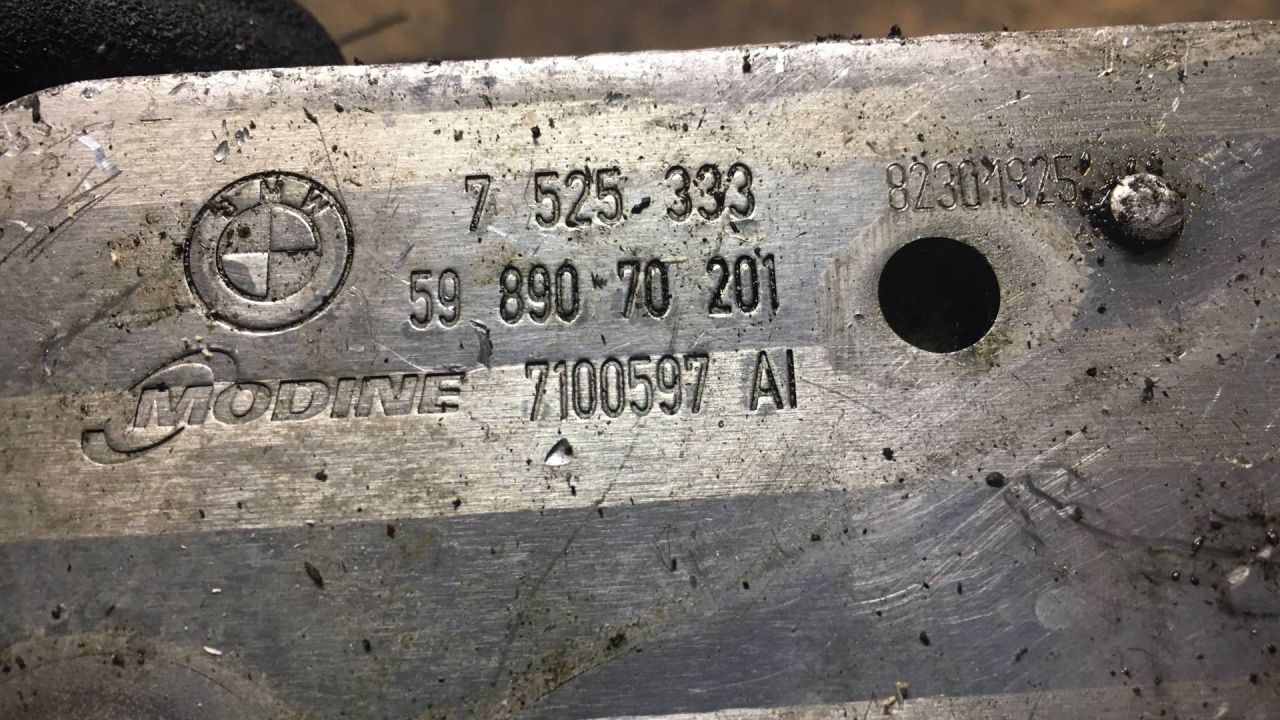 BMW
7 525 333
82301925
59 890 70 201
MODINE
7100597 AI